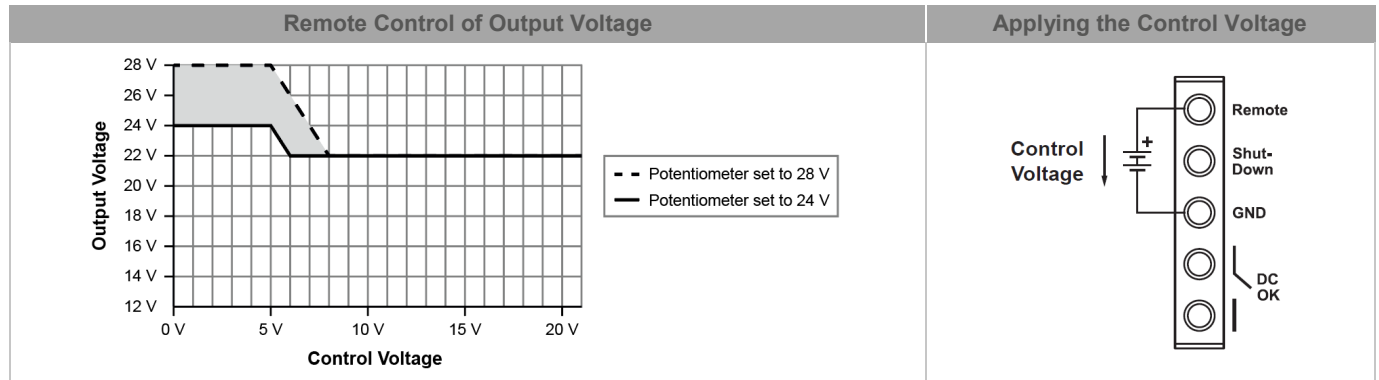 Remote Control of Output Voltage
Applying the Control Voltage
28 V
26 V
24 V
22 V
20 V
18 V
16 V
14 V
12 V
Output Voltage
0 V
5 V
10 V
15 V
20 V
Control Voltage
Potentiometer set to 28 V
Potentiometer set to 24 V
Control
Voltage
+
Remote
Shut-
Down
GND
DC
OK